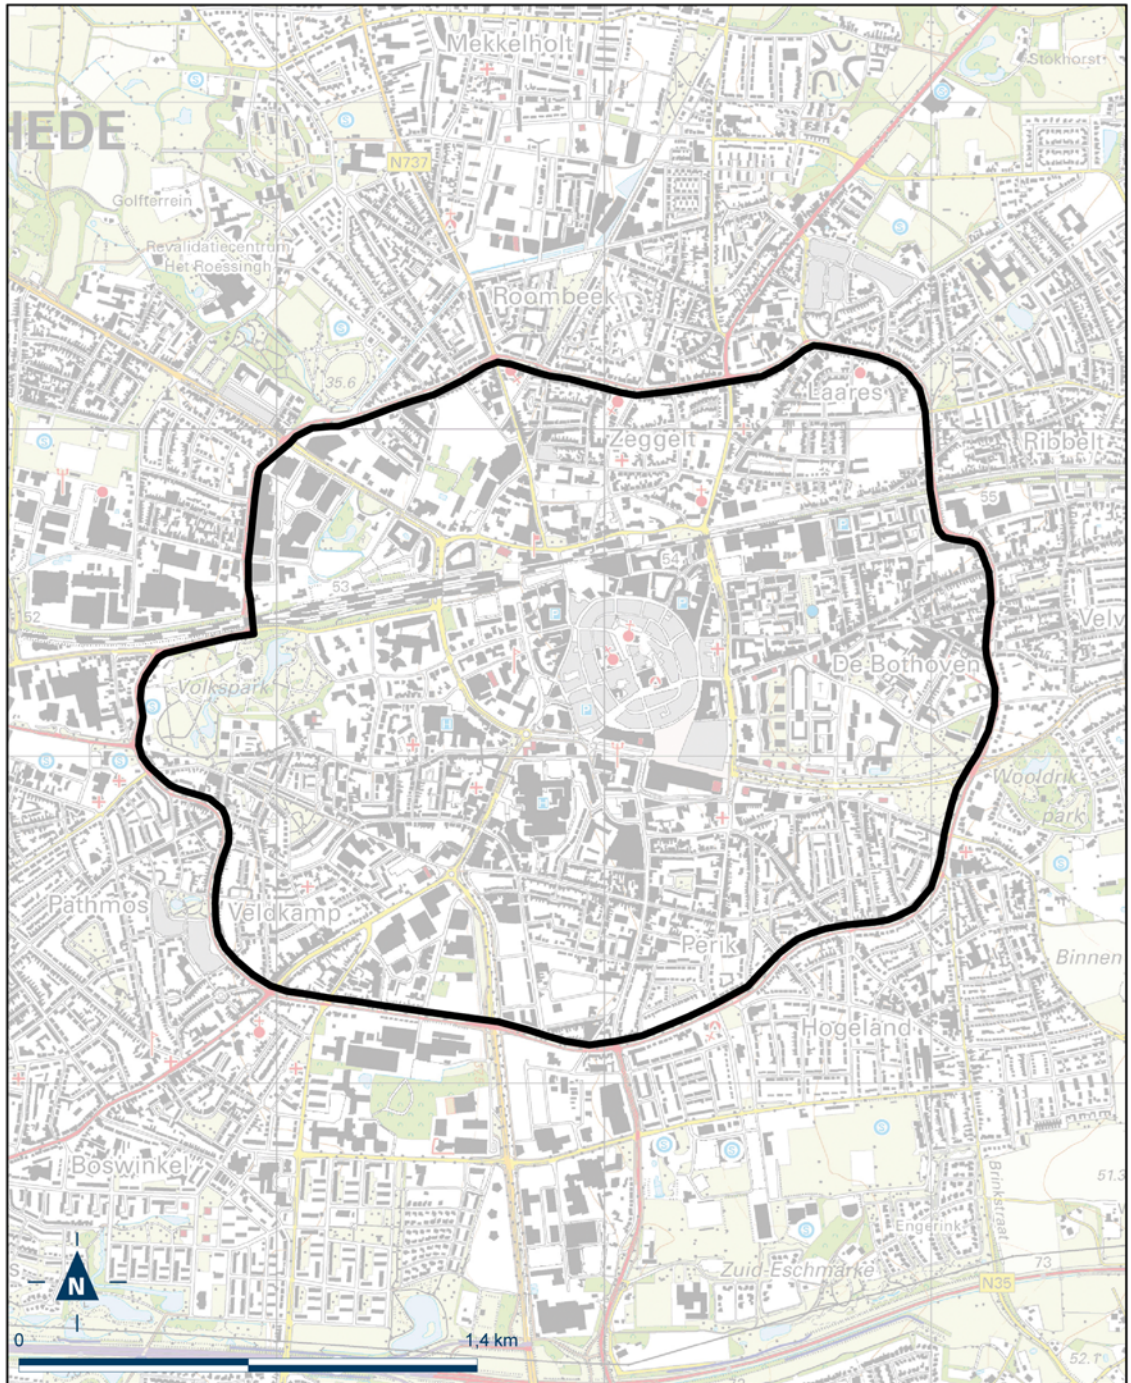 Mekkelholt
Stokhorst
HEDE
N737
Golfterrein
Revalidatiecentrum
Het Roessingh
Roombeek
35.6
Laares
Zeggelt
Ribbelt
55
54
53
52
Velv
De Bothoven
Volkspark
Wooldrik
park
Pathmos
Veldkamp
Perik
Binnen
Hogeland
Boswinkel
Brinkstraat
51.3
Engerink
Zuid-Eschmarke
73
N35
N
0
1,4 km
52.1